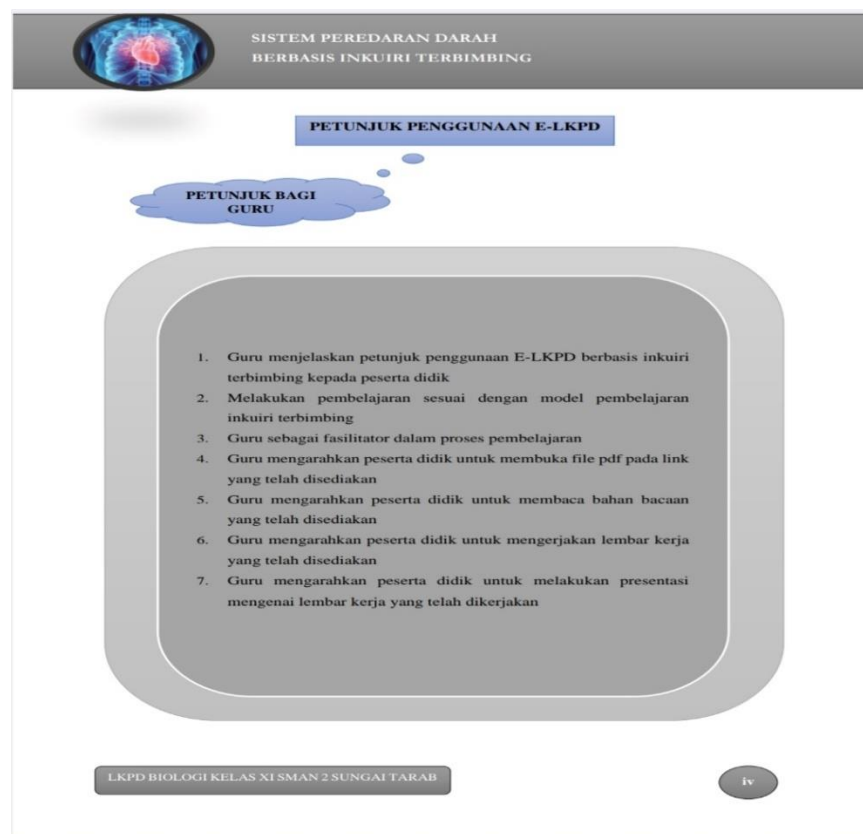 SISTEM PEREDARAN DARAH
BERBASIS INKUIRI TERBIMBING
PETUNJUK PENGGUNAAN E-LKPD
PETUNJUK BAGI
GURU
1. Guru menjelaskan petunjuk penggunaan E-LKPD berbasis inkuiri
terbimbing kepada peserta didik
2. Melakukan pembelajaran sesuai dengan model pembelajaran
inkuiri terbimbing
3. Guru sebagai fasilitator dalam proses pembelajaran
4. Guru mengarahkan peserta didik untuk membuka file pdf pada link
yang telah disediakan
5. Guru mengarahkan peserta didik untuk membaca bahan bacaan
yang telah disediakan
6. Guru mengarahkan peserta didik untuk mengerjakan lembar kerja
yang telah disediakan
7. Guru mengarahkan peserta didik untuk melakukan presentasi
mengenai lembar kerja yang telah dikerjakan
LKPD BIOLOGI KELAS XI SMAN 2 SUNGAI TARAB
iv